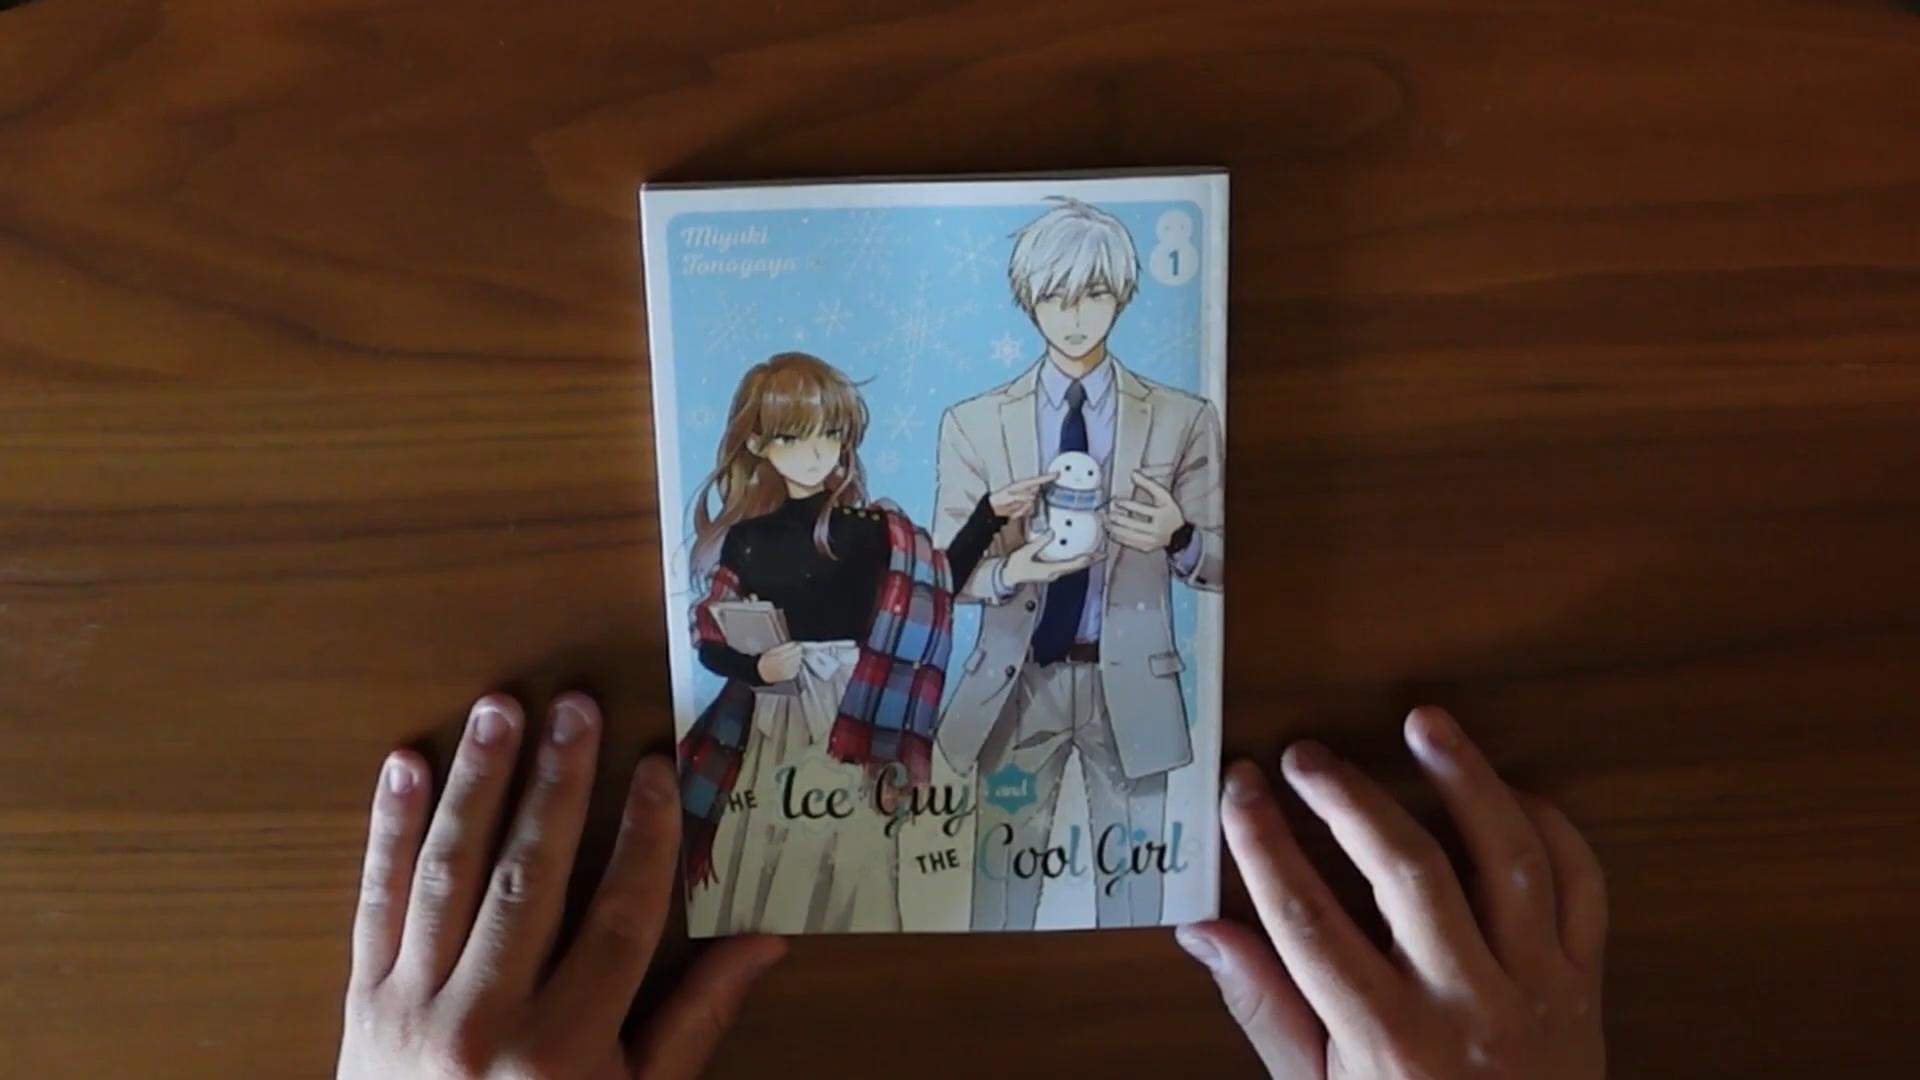 Miyuki
Tonogaya
1
THE Ice Guy and
THE Cool Girl